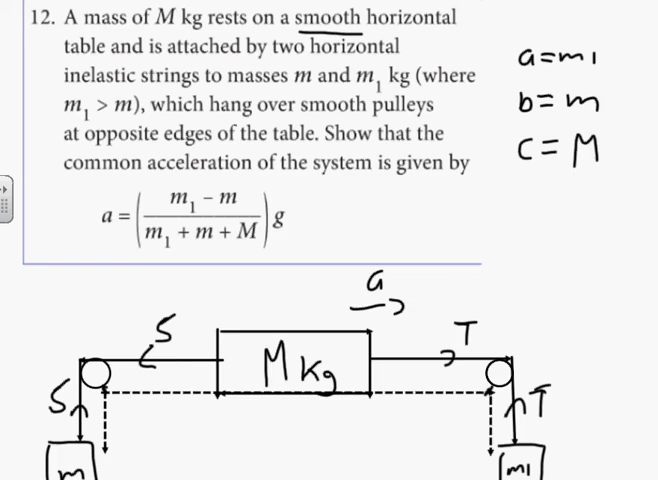 12. A mass of M kg rests on a smooth horizontal
table and is attached by two horizontal
inelastic strings to masses m and m₁ kg (where
m₁ > m), which hang over smooth pulleys
at opposite edges of the table. Show that the
common acceleration of the system is given by
a = (m₁ − m / m₁ + m + M) g
a = m1
b = m
c = M
a
S
T
M Kg
S
T
m
m1